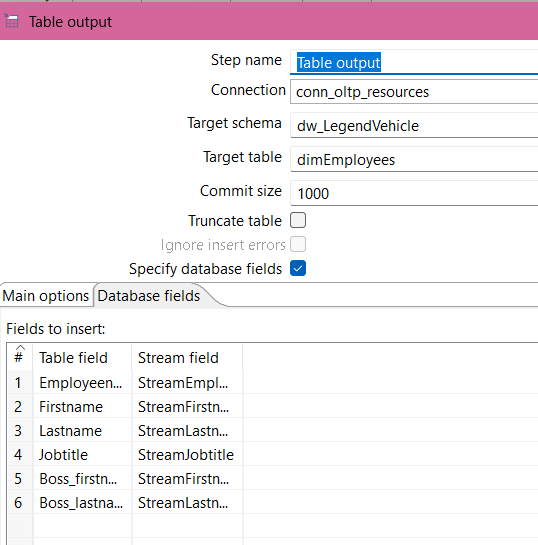 Table output
Step name Table output
Connection conn_oltp_resources
Target schema dw_LegendVehicle
Target table dimEmployees
Commit size 1000
Truncate table
Ignore insert errors
Specify database fields
Main options Database fields
Fields to insert:
# Table field Stream field
1 Employeen... StreamEmpl...
2 Firstname StreamFirstn...
3 Lastname StreamLastn...
4 Jobtitle StreamJobtitle
5 Boss_firstn... StreamFirstn...
6 Boss_lastna... StreamLastn...